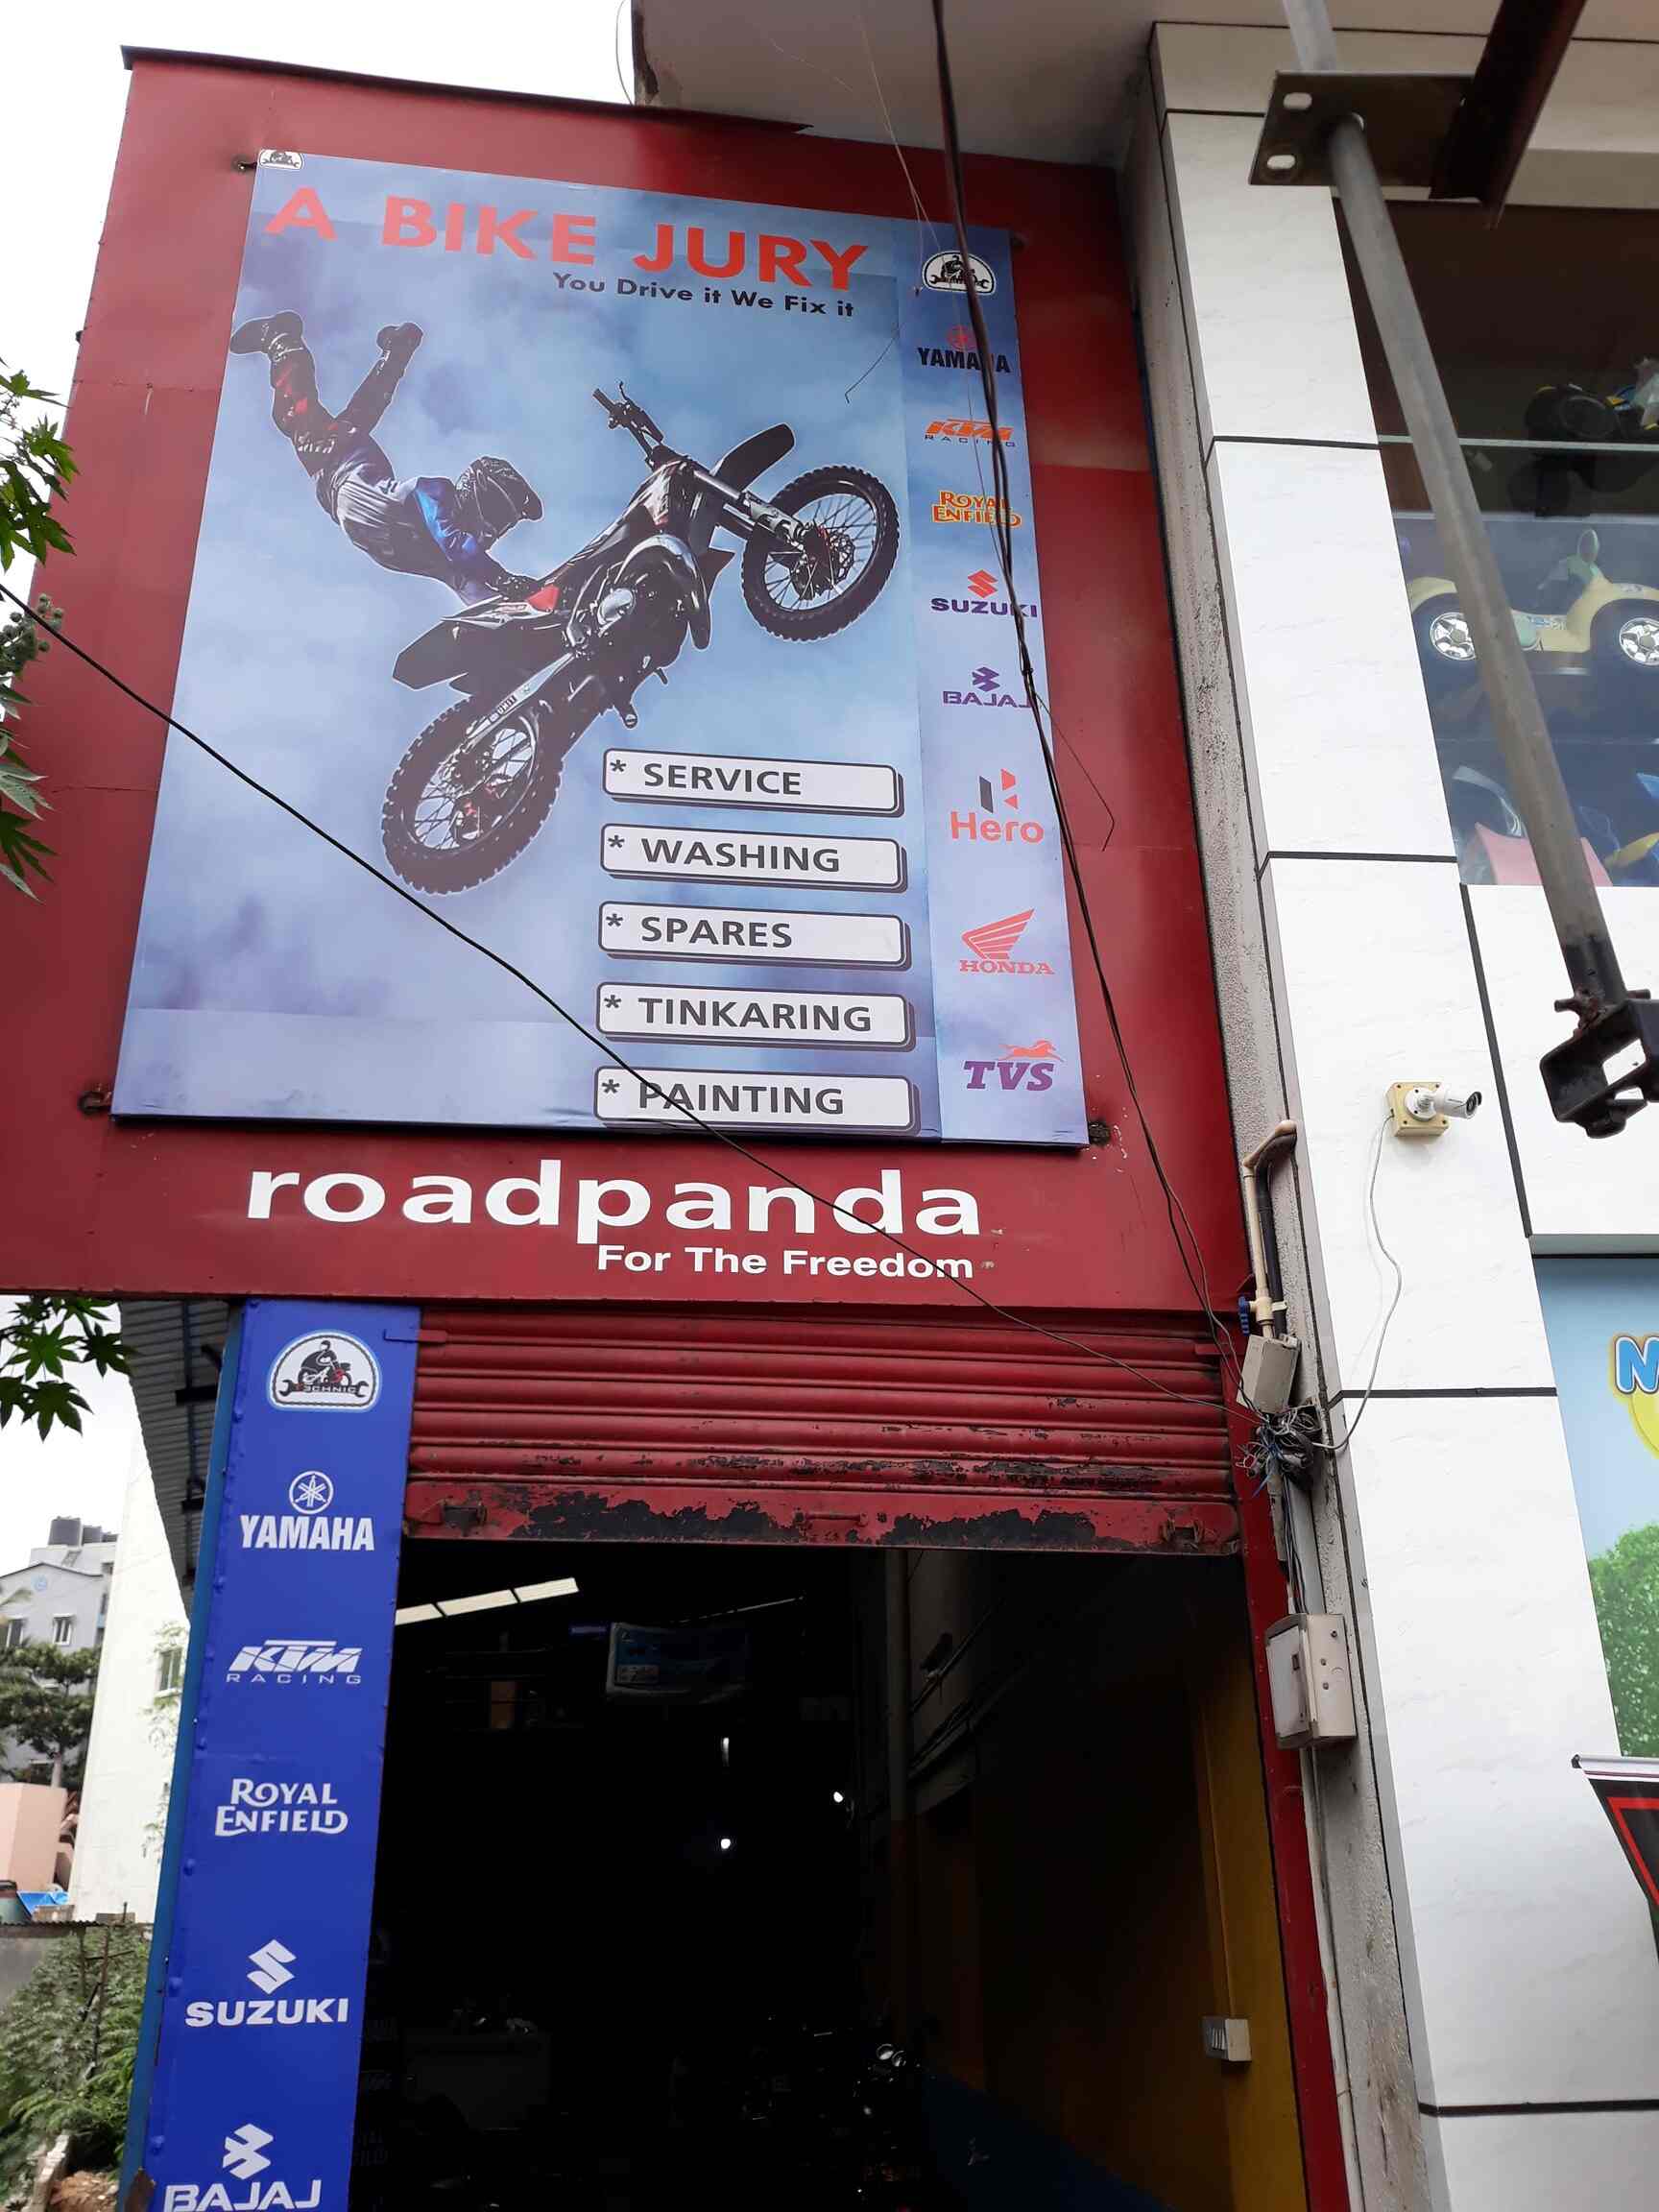 A BIKE JURY
You Drive it We Fix it
YAMAHA
KTM
RACING
ROYAL
ENFIELD
SUZUKI
BAJAJ
Hero
HONDA
TVS
* SERVICE
* WASHING
* SPARES
* TINKARING
* PAINTING
roadpanda
For The Freedom
YAMAHA
KTM
RACING
ROYAL
ENFIELD
SUZUKI
BAJAJ